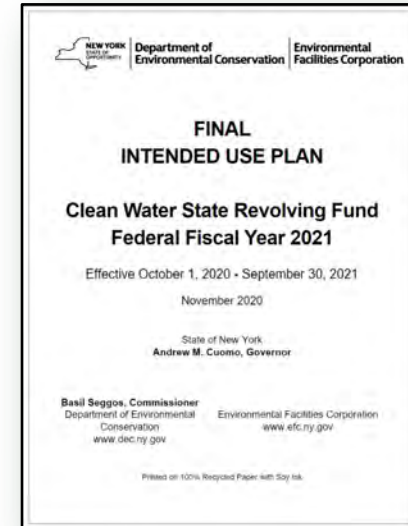 NEW YORK
STATE OF
OPPORTUNITY
Department of
Environmental Conservation
Environmental
Facilities Corporation
FINAL
INTENDED USE PLAN
Clean Water State Revolving Fund
Federal Fiscal Year 2021
Effective October 1, 2020 - September 30, 2021
November 2020
State of New York
Andrew M. Cuomo, Governor
Basil Seggos, Commissioner
Department of Environmental
Conservation
www.dec.ny.gov
Environmental Facilities Corporation
www.efc.ny.gov
Printed on 100% Recycled Paper with Soy Ink